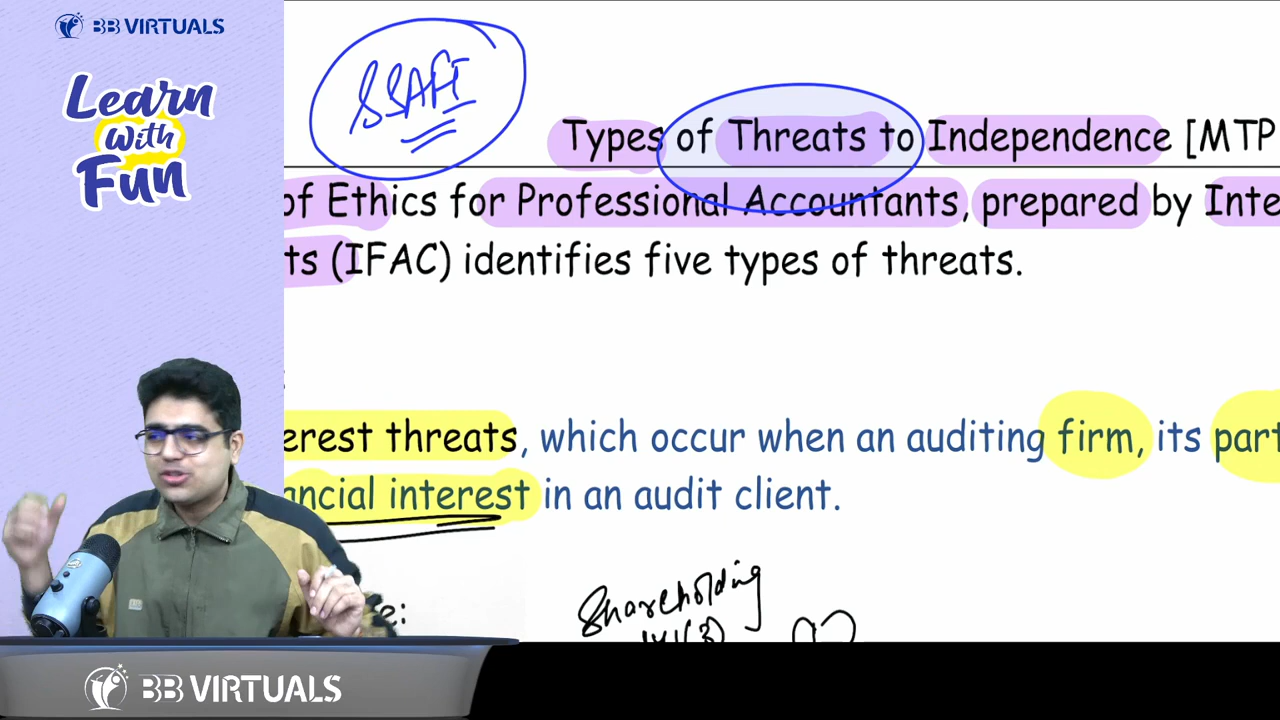 BB VIRTUALS
Learn
With
Fun
SSAFI
Types of Threats to Independence [MTP
of Ethics for Professional Accountants, prepared by Inte
ts (IFAC) identifies five types of threats.
erest threats, which occur when an auditing firm, its part
ancial interest in an audit client.
Shareholding
e:
BB VIRTUALS